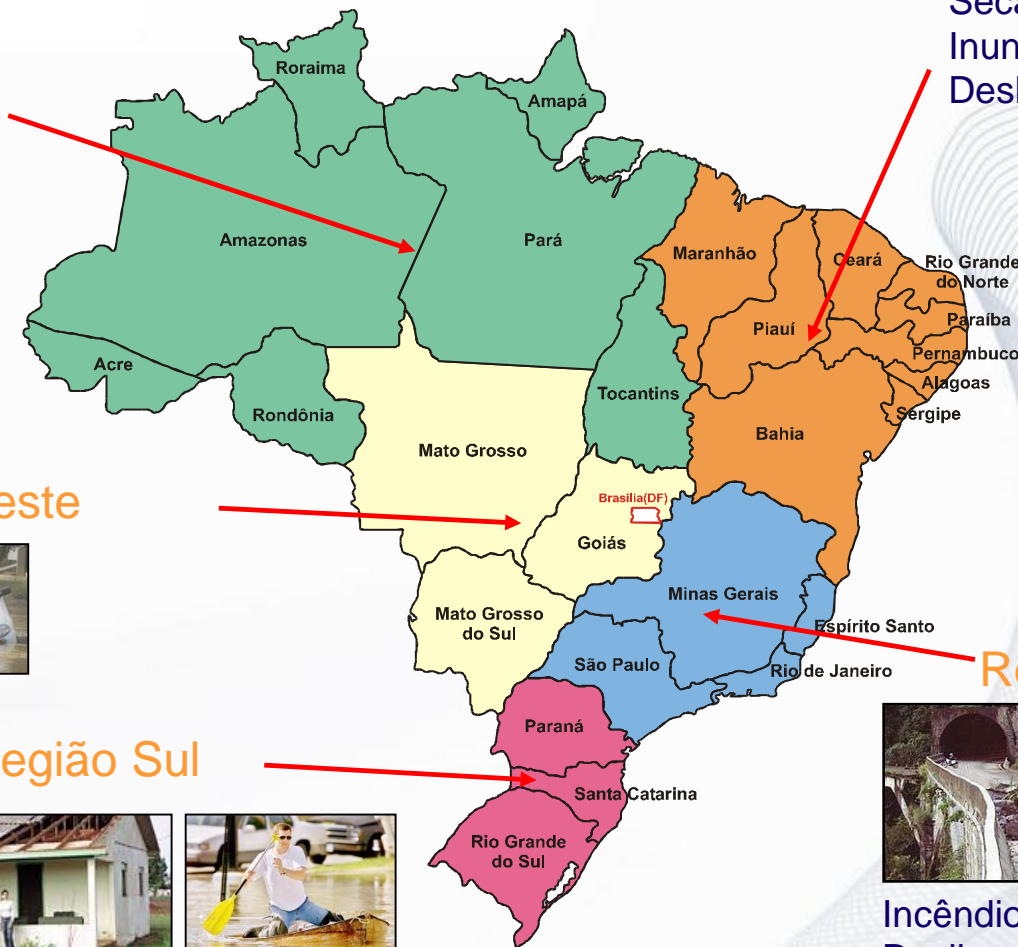 Seca
Inun
Desl
Roraima
Amapá
Amazonas
Pará
Maranhão
Ceará
Rio Grande
do Norte
Piauí
Paraíba
Pernambuco
Acre
Tocantins
Alagoas
Rondônia
Sergipe
Bahia
Mato Grosso
este
Brasilia(DF)
Goiás
Minas Gerais
Mato Grosso
do Sul
Espírito Santo
São Paulo
Rio de Janeiro
Re
Paraná
egião Sul
Santa Catarina
Rio Grande
do Sul
Incêndio